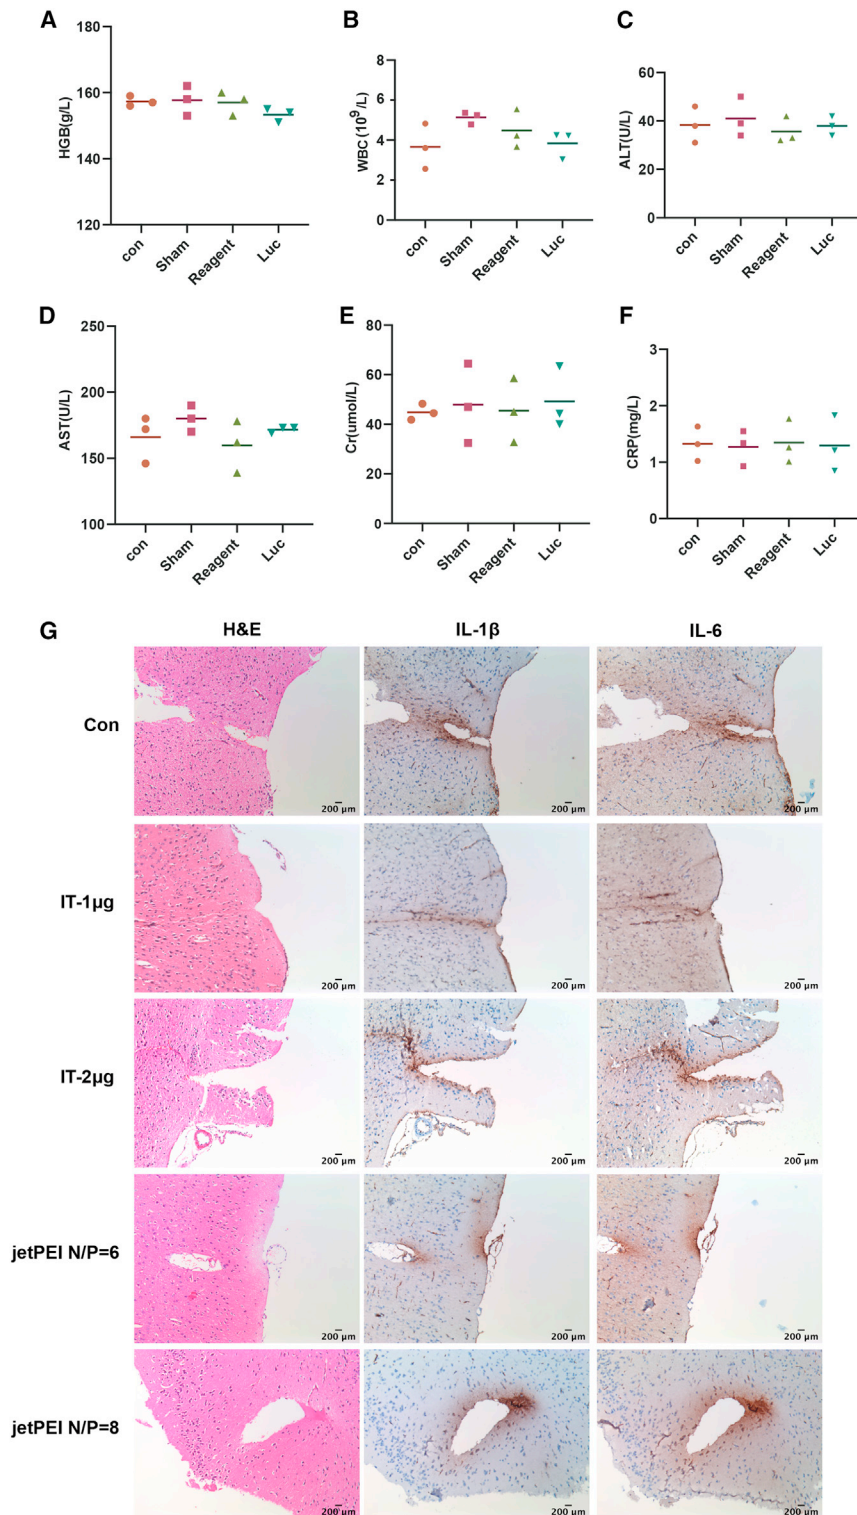 A
HGB(g/L)
180
160
140
120
con
Sham
Reagent
Luc
B
WBC (10⁹/L)
8
6
4
2
0
con
Sham
Reagent
Luc
C
ALT(U/L)
60
40
20
0
con
Sham
Reagent
Luc
D
AST(U/L)
250
200
150
100
con
Sham
Reagent
Luc
E
Cr(umol/L)
80
60
40
20
0
con
Sham
Reagent
Luc
F
CRP(mg/L)
3
2
1
0
con
Sham
Reagent
Luc
G
H&E IL-1β IL-6
Con
200 μm 200 μm 200 μm
IT-1μg
200 μm 200 μm 200 μm
IT-2μg
200 μm 200 μm 200 μm
jetPEI N/P=6
200 μm 200 μm 200 μm
jetPEI N/P=8
200 μm 200 μm 200 μm